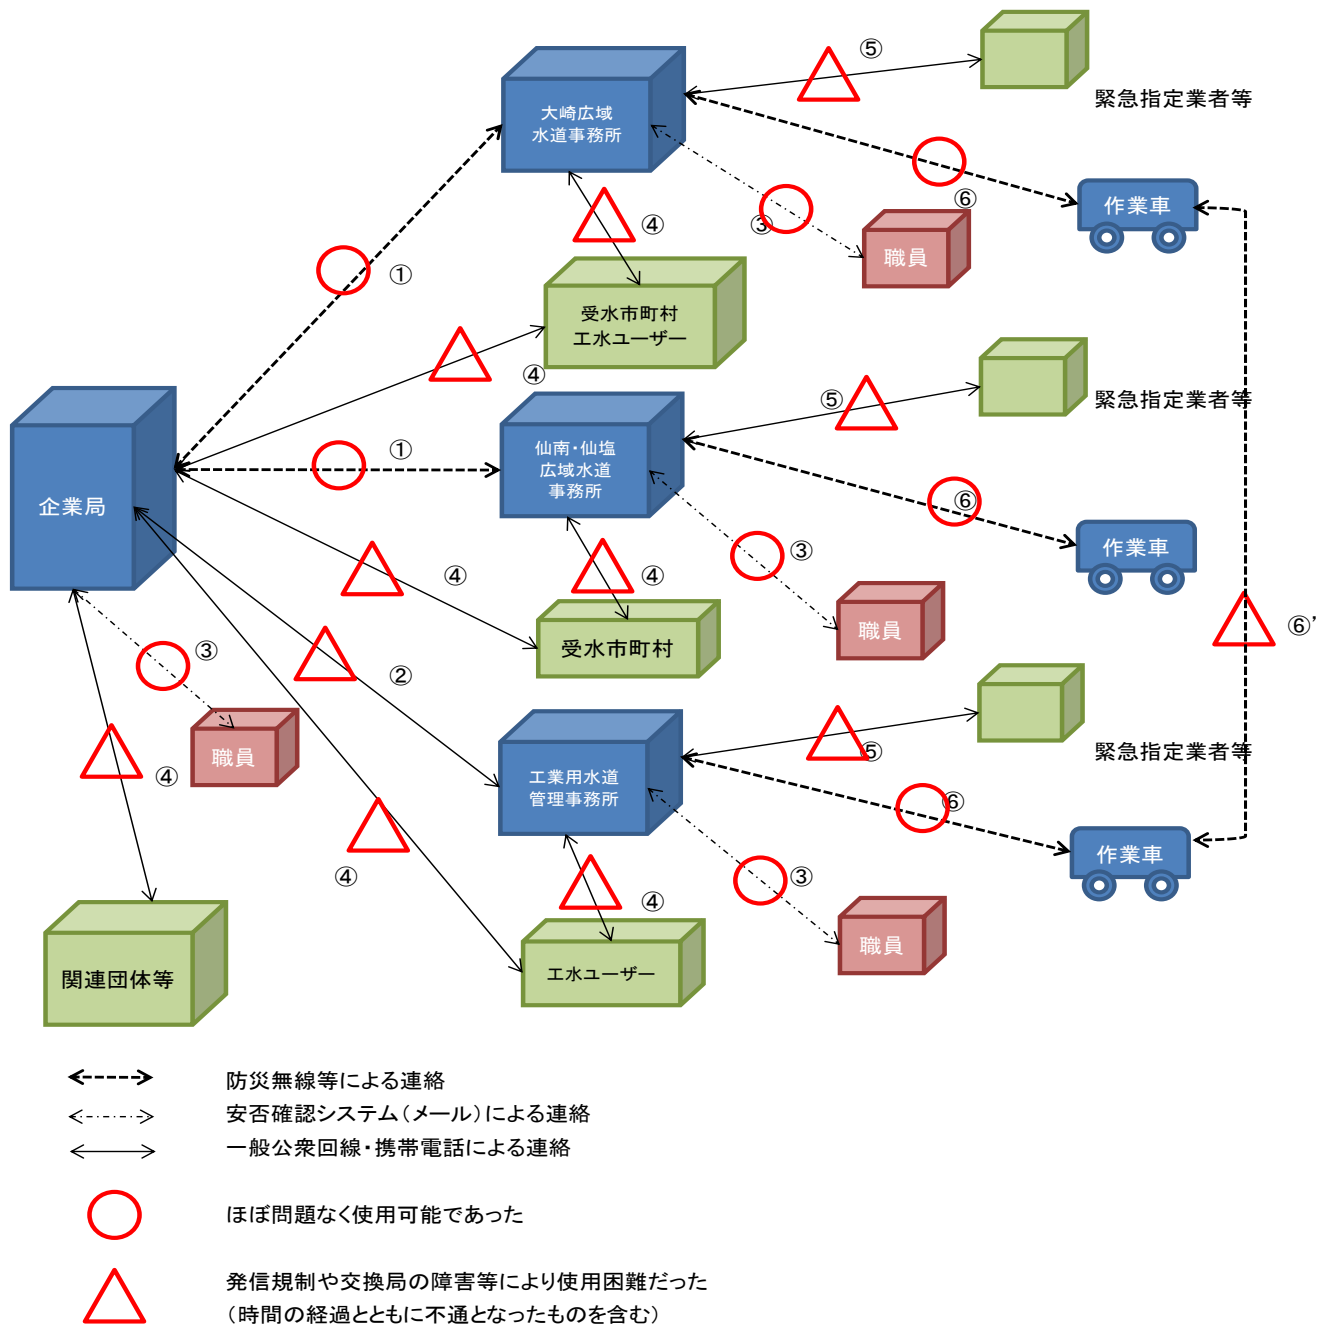 ⑤
緊急指定業者等
大崎広域
水道事務所
⑥
作業車
③
職員
④
①
受水市町村
工水ユーザー
④
①
仙南・仙塩
広域水道
事務所
⑤
緊急指定業者等
⑥
作業車
企業局
④
④
③
職員
受水市町村
⑥’
③
職員
②
④
工業用水道
管理事務所
⑤
緊急指定業者等
⑥
作業車
④
④
③
職員
工水ユーザー
関連団体等
防災無線等による連絡
安否確認システム（メール）による連絡
一般公衆回線・携帯電話による連絡
ほぼ問題なく使用可能であった
発信規制や交換局の障害等により使用困難だった
（時間の経過とともに不通となったものを含む）